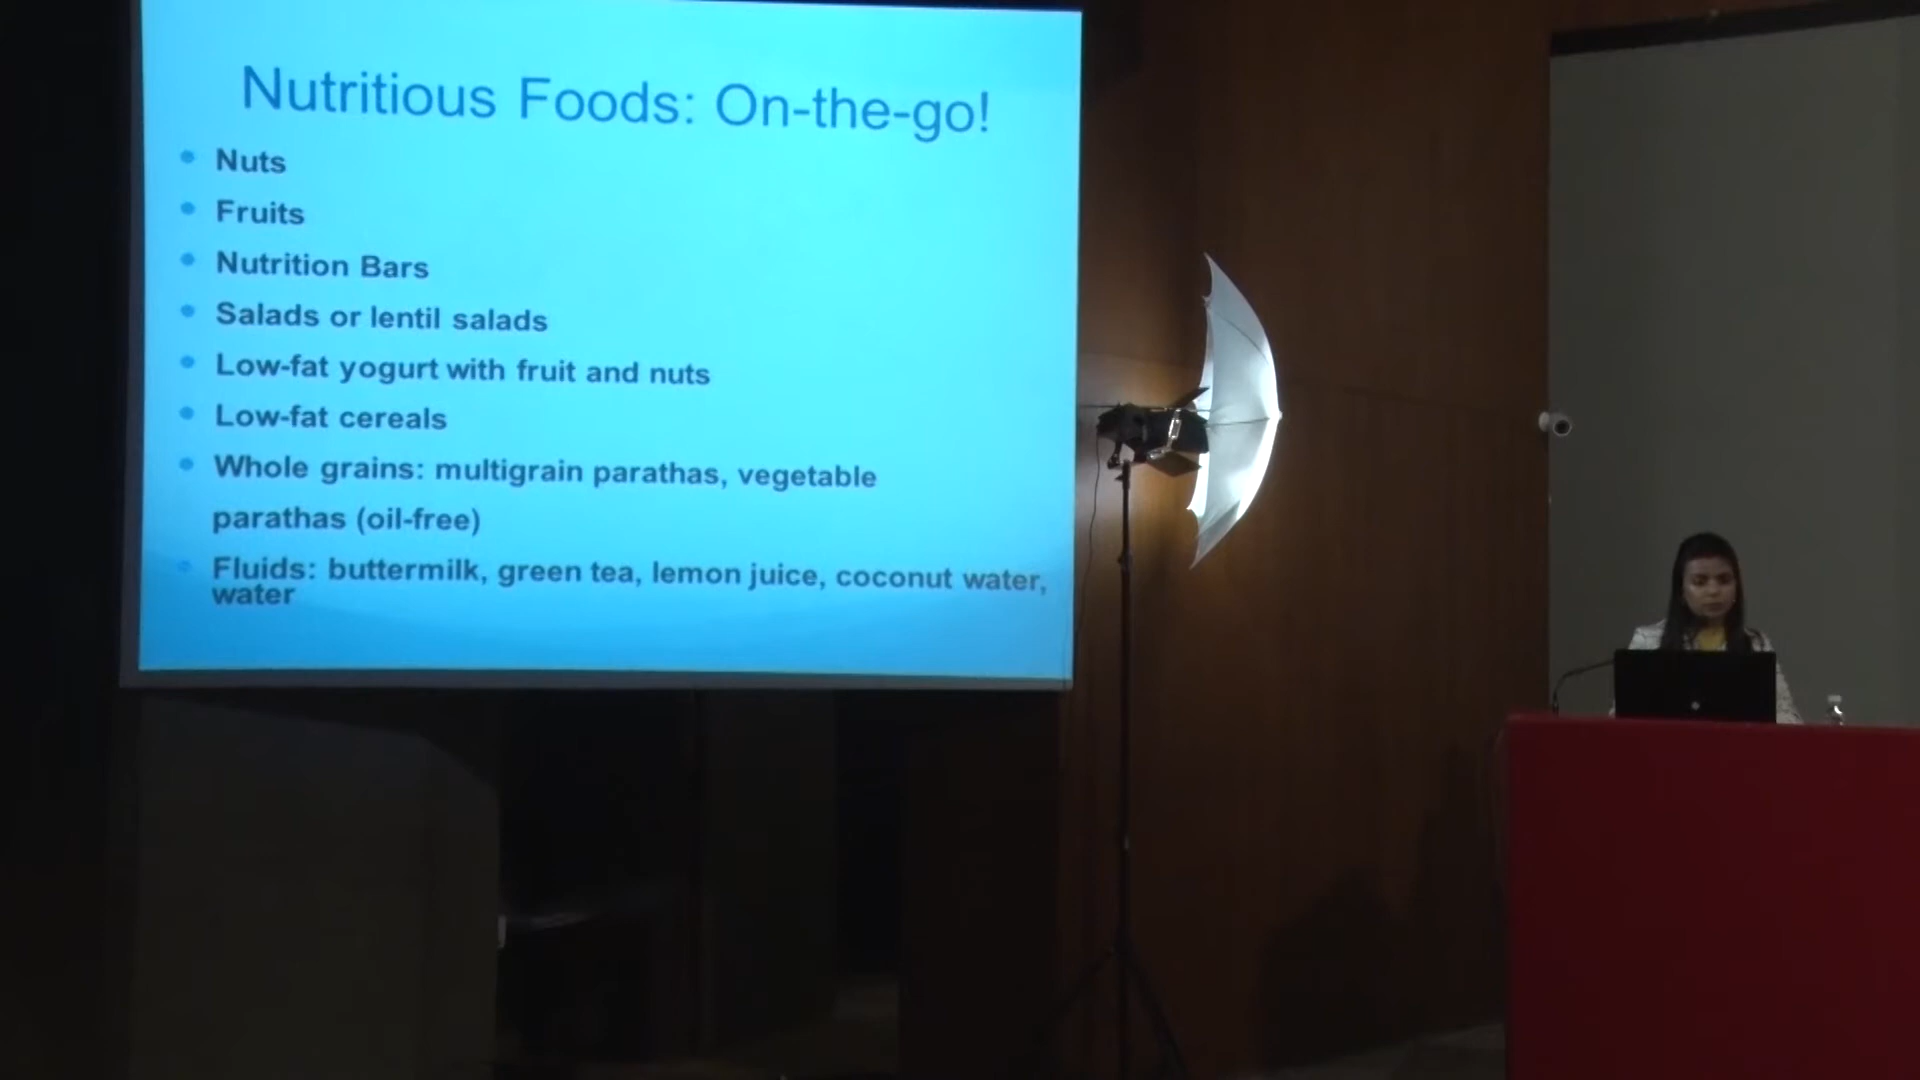 Nutritious Foods: On-the-go!
Nuts
Fruits
Nutrition Bars
Salads or lentil salads
Low-fat yogurt with fruit and nuts
Low-fat cereals
Whole grains: multigrain parathas, vegetable
parathas (oil-free)
Fluids: buttermilk, green tea, lemon juice, coconut water,
water